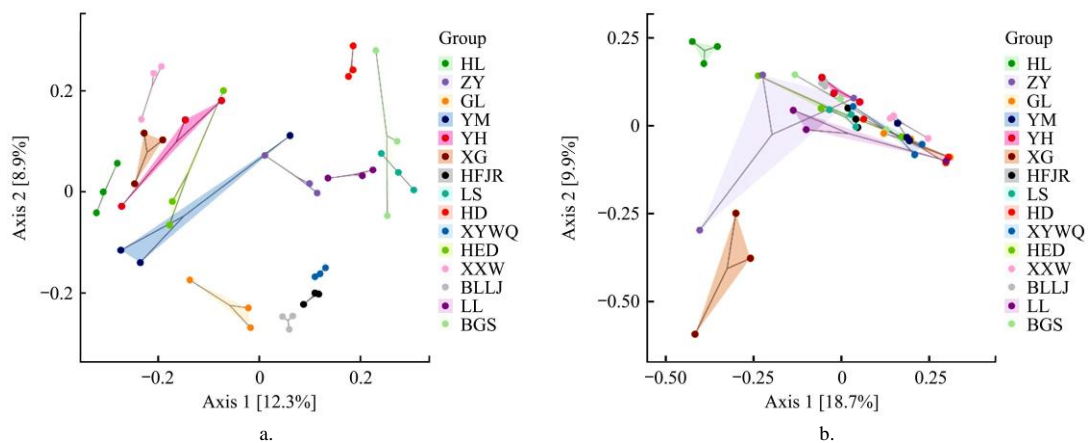 0.2
0
−0.2
Axis 2 [8.9%]
−0.2
0
0.2
Axis 1 [12.3%]
a.
Group
HL
ZY
GL
YM
YH
XG
HFJR
LS
HD
XYWQ
HED
XXW
BLLJ
LL
BGS
0.25
0
−0.25
−0.50
Axis 2 [9.9%]
−0.50
−0.25
0
0.25
Axis 1 [18.7%]
b.
Group
HL
ZY
GL
YM
YH
XG
HFJR
LS
HD
XYWQ
HED
XXW
BLLJ
LL
BGS